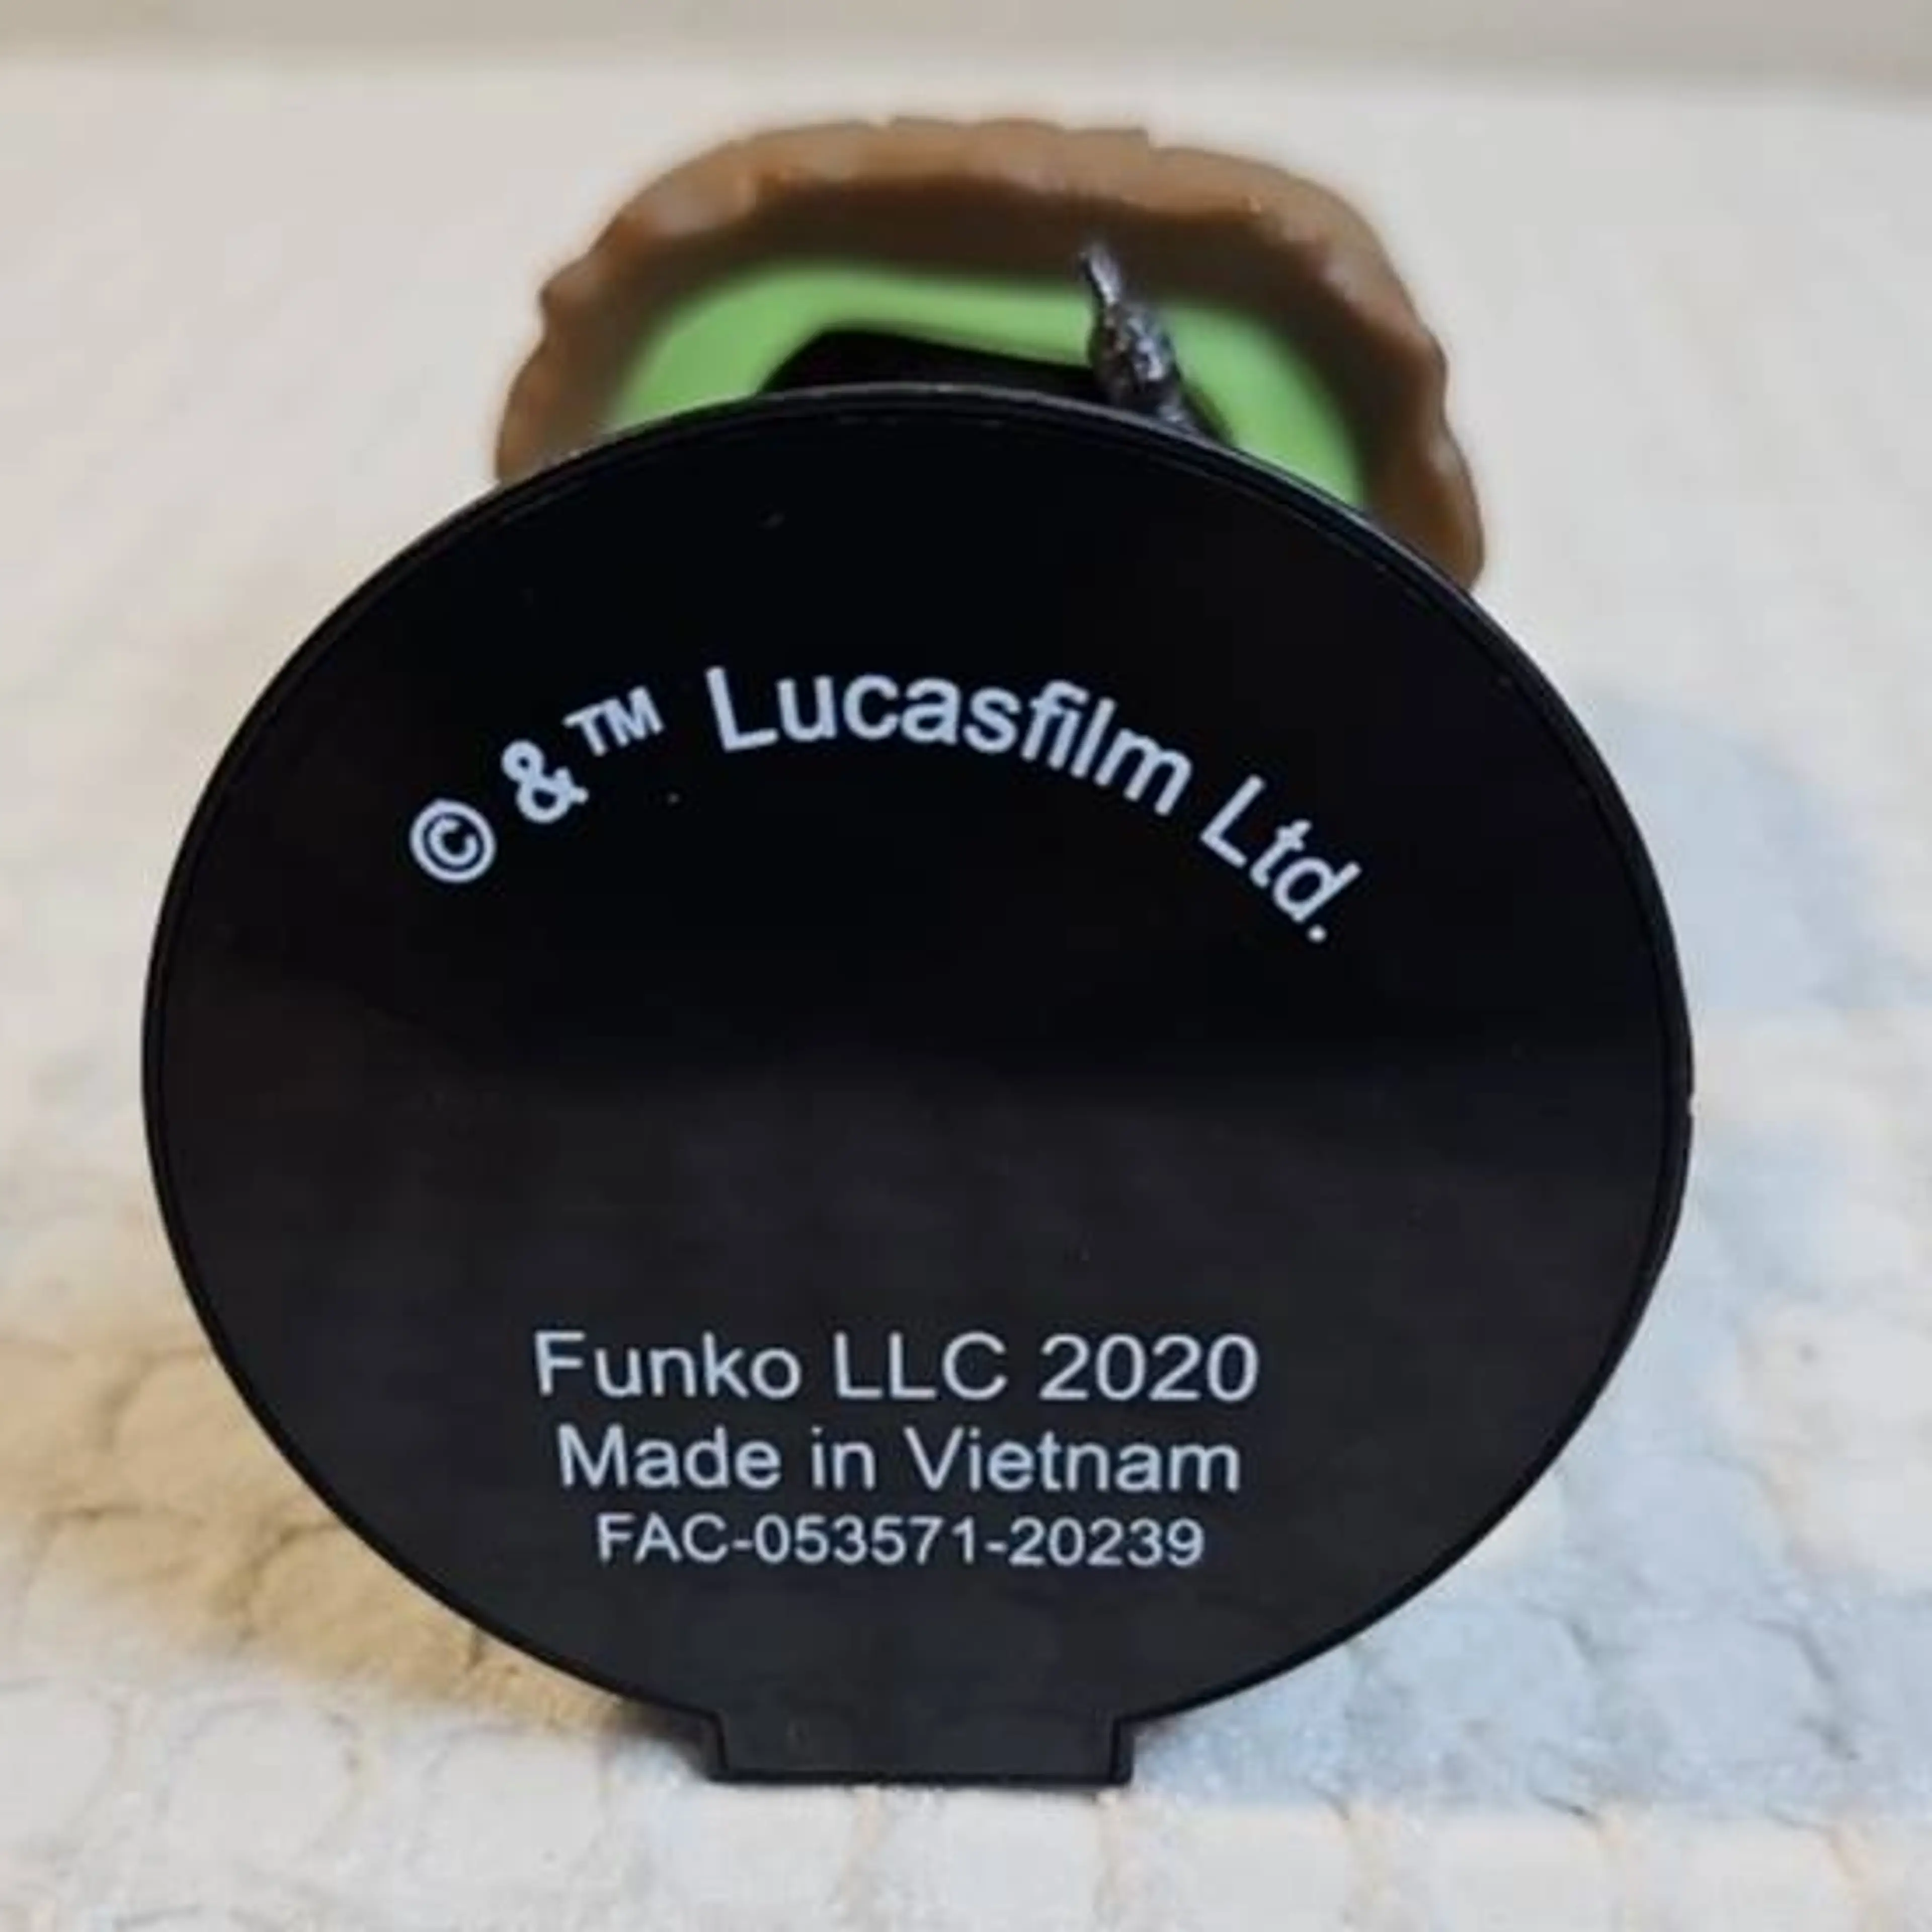 © &™ Lucasfilm Ltd.
Funko LLC 2020
Made in Vietnam
FAC-053571-20239